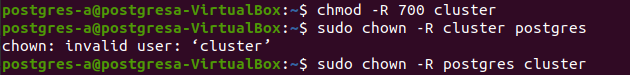 postgres-a@postgresa-VirtualBox:~$ chmod -R 700 cluster
postgres-a@postgresa-VirtualBox:~$ sudo chown -R cluster postgres
chown: invalid user: ‘cluster’
postgres-a@postgresa-VirtualBox:~$ sudo chown -R postgres cluster